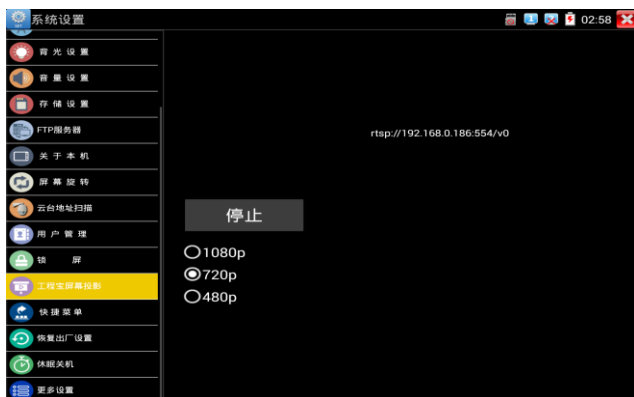 系统设置
02:58
背光设置
音量设置
存储设置
FTP服务器
关于本机
屏幕旋转
云台地址扫描
用户管理
锁 屏
工程宝屏幕投影
快捷菜单
恢复出厂设置
休眠关机
更多设置
rtsp://192.168.0.186:554/v0
停止
1080p
720p
480p